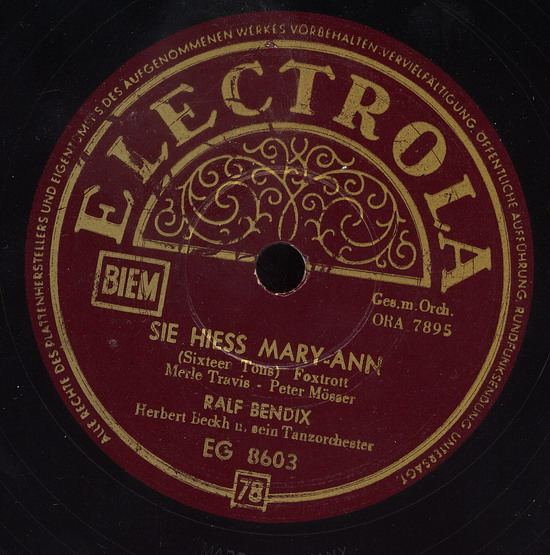 ALLE RECHTE DES PLATTENHERSTELLERS UND EIGENTÜMERS DES AUFGENOMMENEN WERKES VORBEHALTEN. VERVIELFÄLTIGUNG, ÖFFENTLICHE AUFFÜHRUNG, RUNDFUNKSENDUNG UNTERSAGT.
ELECTROLA
BIEM
Ges. m. Orch.
ORA 7895
SIE HIESS MARY-ANN
(Sixteen Tons) Foxtrott
Merle Travis - Peter Mösser
RALF BENDIX
Herbert Beckh u. sein Tanzorchester
EG 8603
78